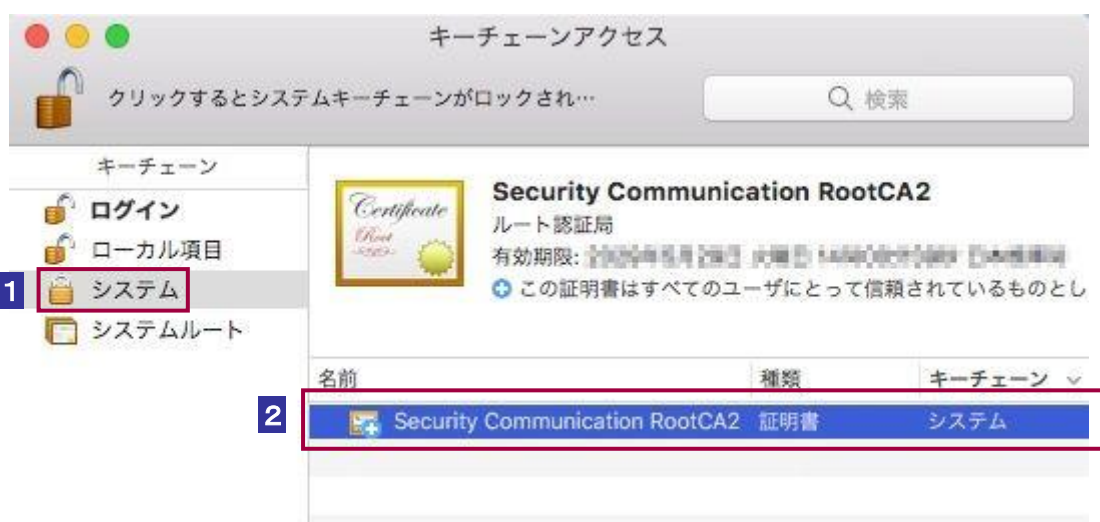 キーチェーンアクセス
クリックするとシステムキーチェーンがロックされ…
検索
キーチェーン
ログイン
ローカル項目
1
システム
システムルート
Certificate
Root
Security Communication RootCA2
ルート認証局
有効期限:
この証明書はすべてのユーザにとって信頼されているものとし
名前 種類 キーチェーン
2
Security Communication RootCA2 証明書 システム